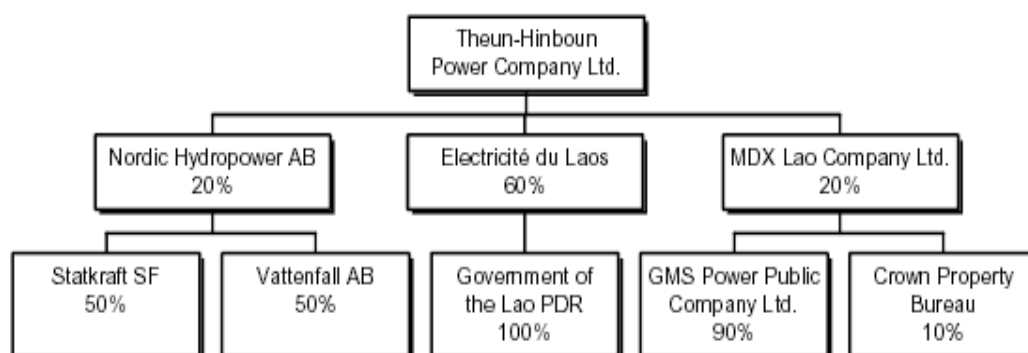 Theun-Hinboun
Power Company Ltd.
Nordic Hydropower AB
20%
Electricité du Laos
60%
MDX Lao Company Ltd.
20%
Statkraft SF
50%
Vattenfall AB
50%
Government of
the Lao PDR
100%
GMS Power Public
Company Ltd.
90%
Crown Property
Bureau
10%